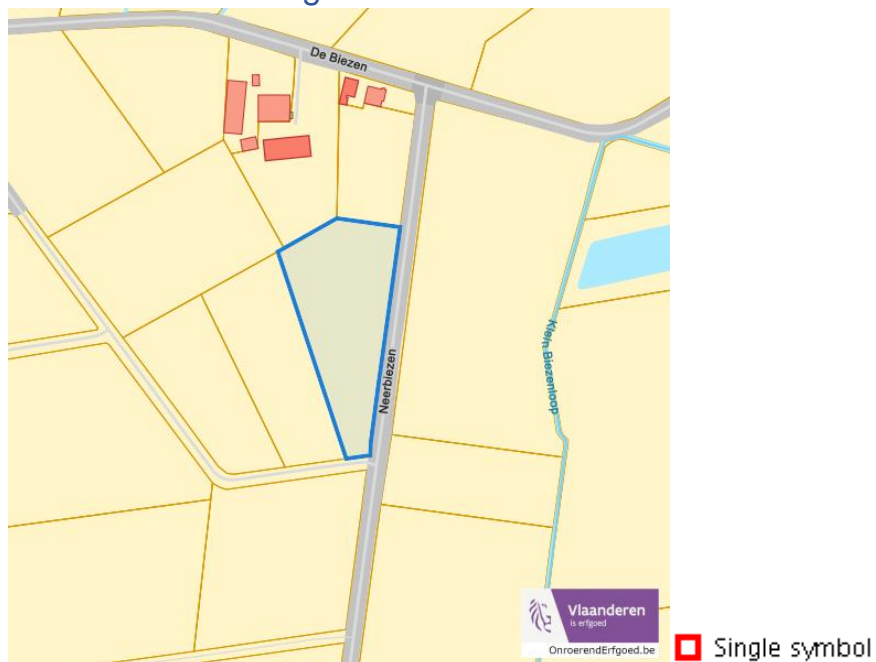 De Biezen
Neerbiezen
Klein Biezenloop
Vlaanderen
is erfgoed
OnroerendErfgoed.be
Single symbol